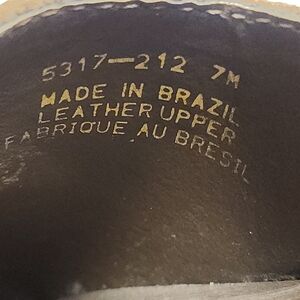 5317-212 7M
MADE IN BRAZIL
LEATHER UPPER
FABRIQUE AU BRESIL